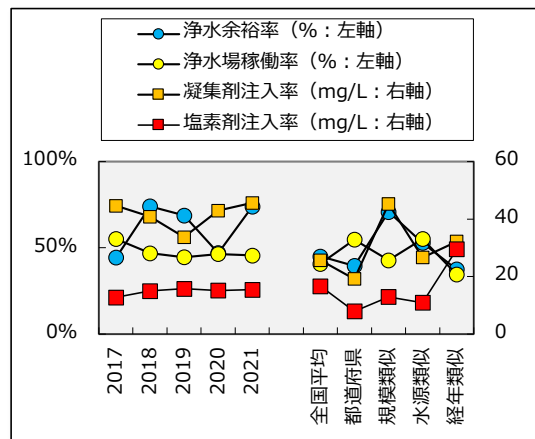 浄水余裕率（%：左軸）
浄水場稼働率（%：左軸）
凝集剤注入率（mg/L：右軸）
塩素剤注入率（mg/L：右軸）
100%
60
40
50%
20
0%
0
2017
2018
2019
2020
2021
全国平均
都道府県
規模類似
水源類似
経年類似